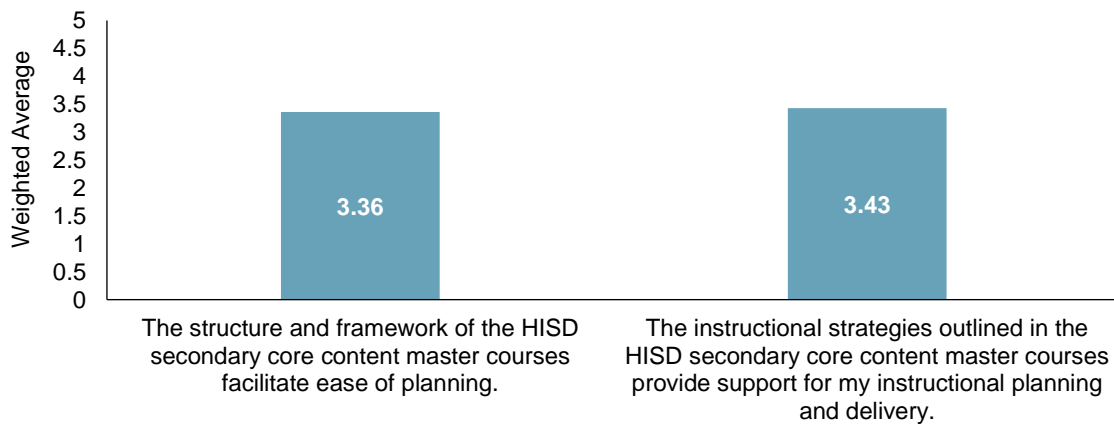 Weighted Average
5
4.5
4
3.5
3
2.5
2
1.5
1
0.5
0
3.36
3.43
The structure and framework of the HISD
secondary core content master courses
facilitate ease of planning.
The instructional strategies outlined in the
HISD secondary core content master courses
provide support for my instructional planning
and delivery.